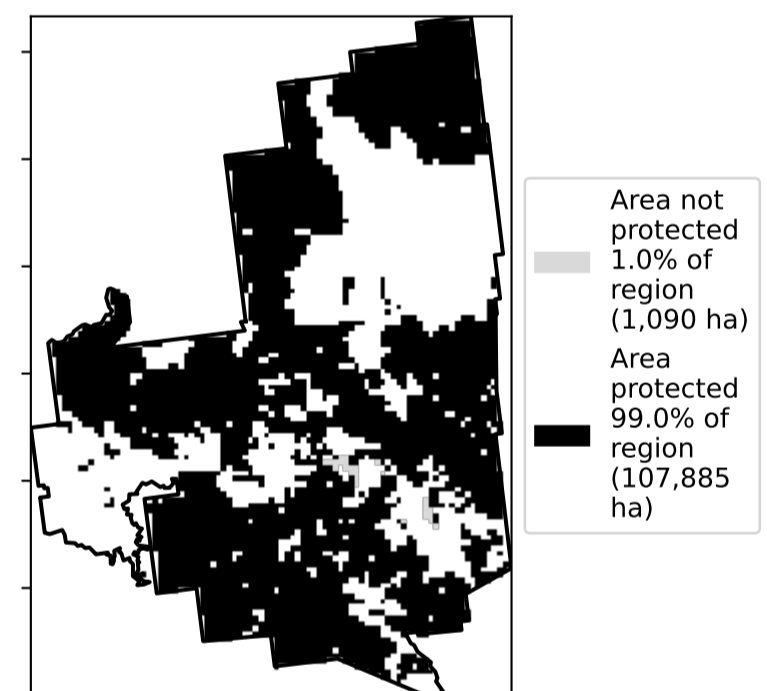 Area not
protected
1.0% of
region
(1,090 ha)
Area
protected
99.0% of
region
(107,885
ha)